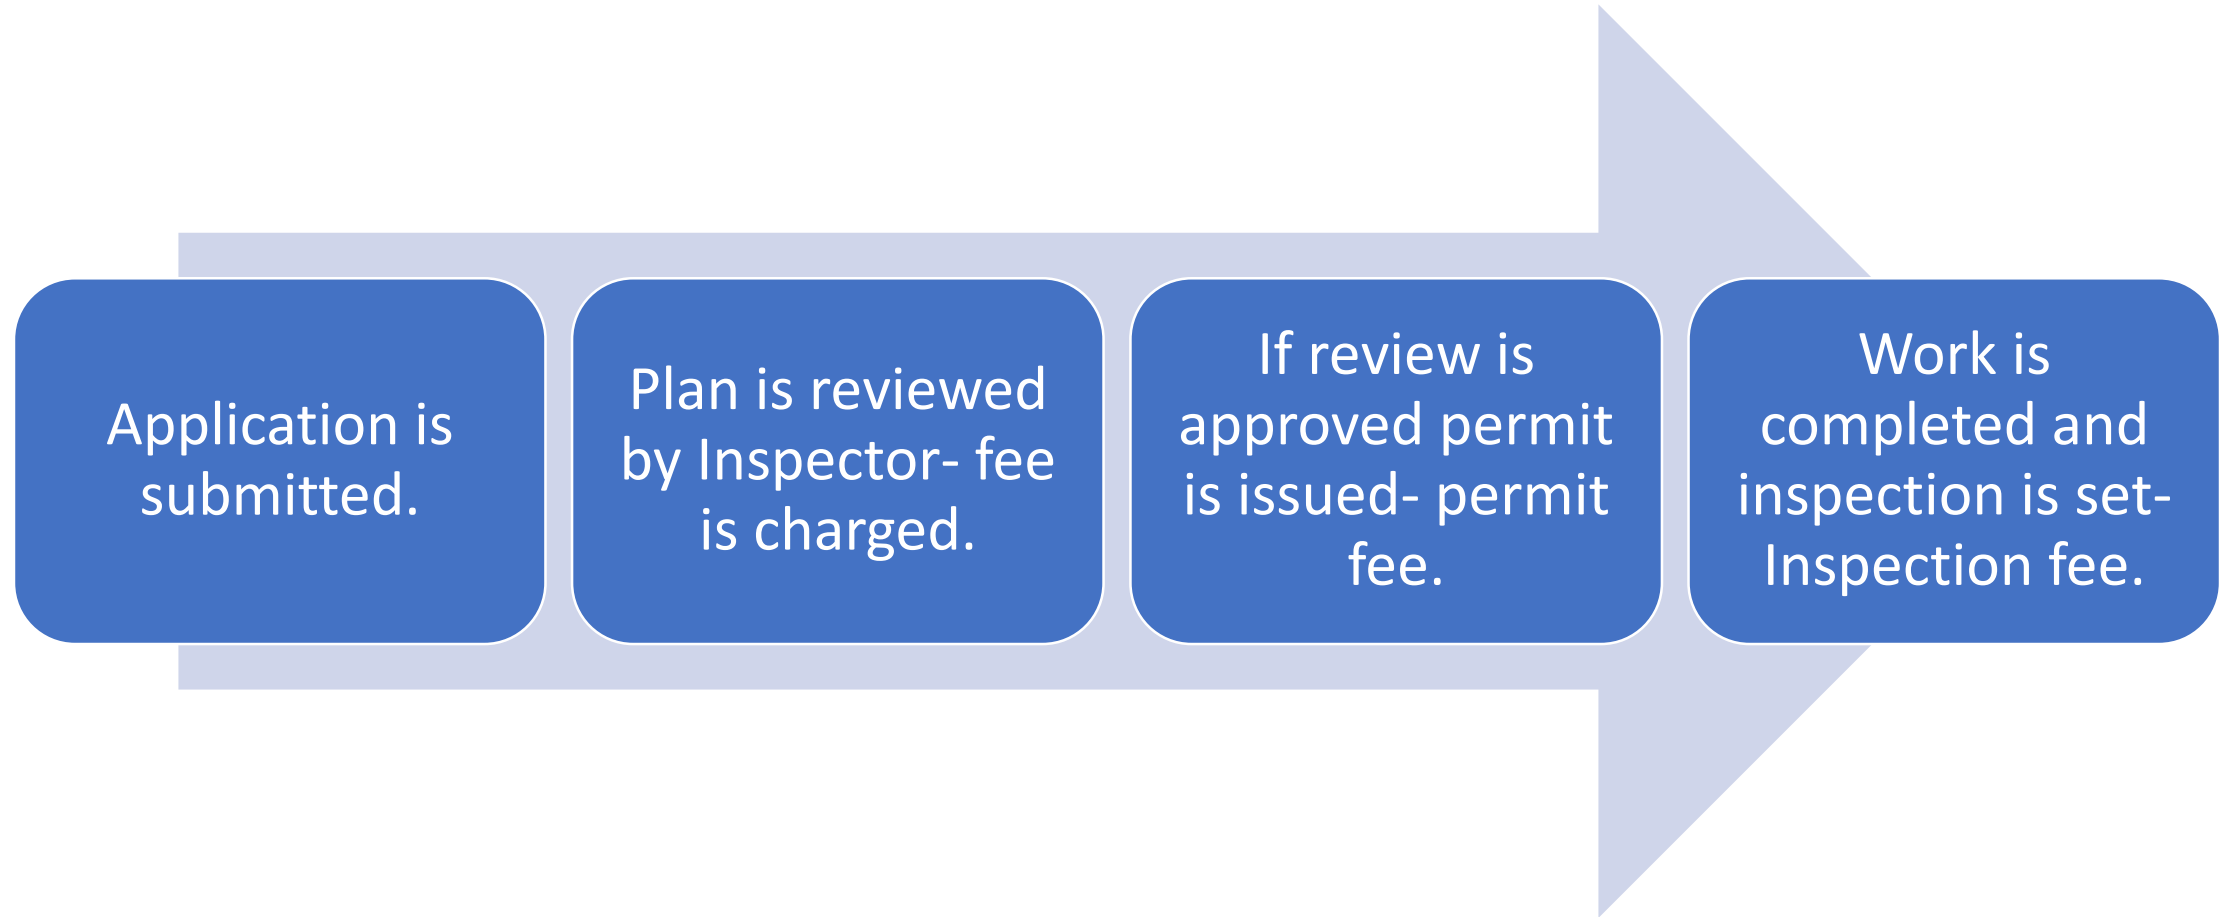 Application is
submitted.
Plan is reviewed
by Inspector- fee
is charged.
If review is
approved permit
is issued- permit
fee.
Work is
completed and
inspection is set-
Inspection fee.